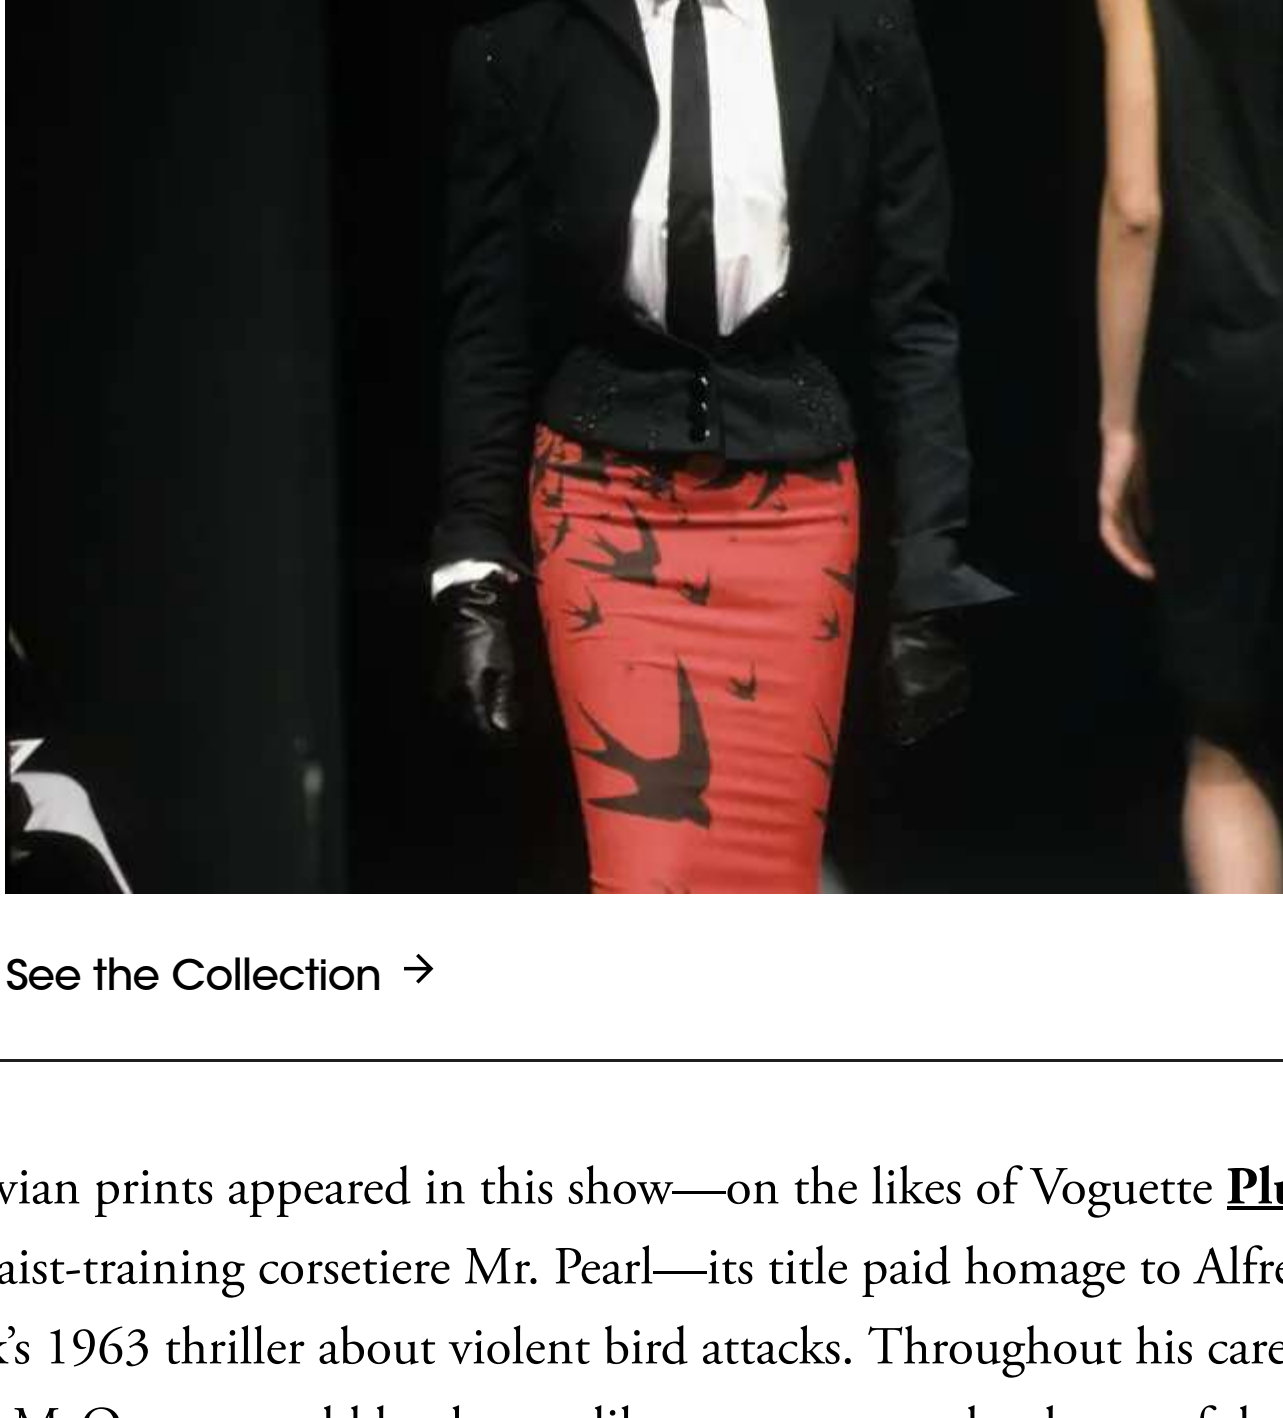 See the Collection →
vian prints appeared in this show—on the likes of Voguette Pl
aist-training corsetiere Mr. Pearl—its title paid homage to Alfre
k’s 1963 thriller about violent bird attacks. Throughout his care